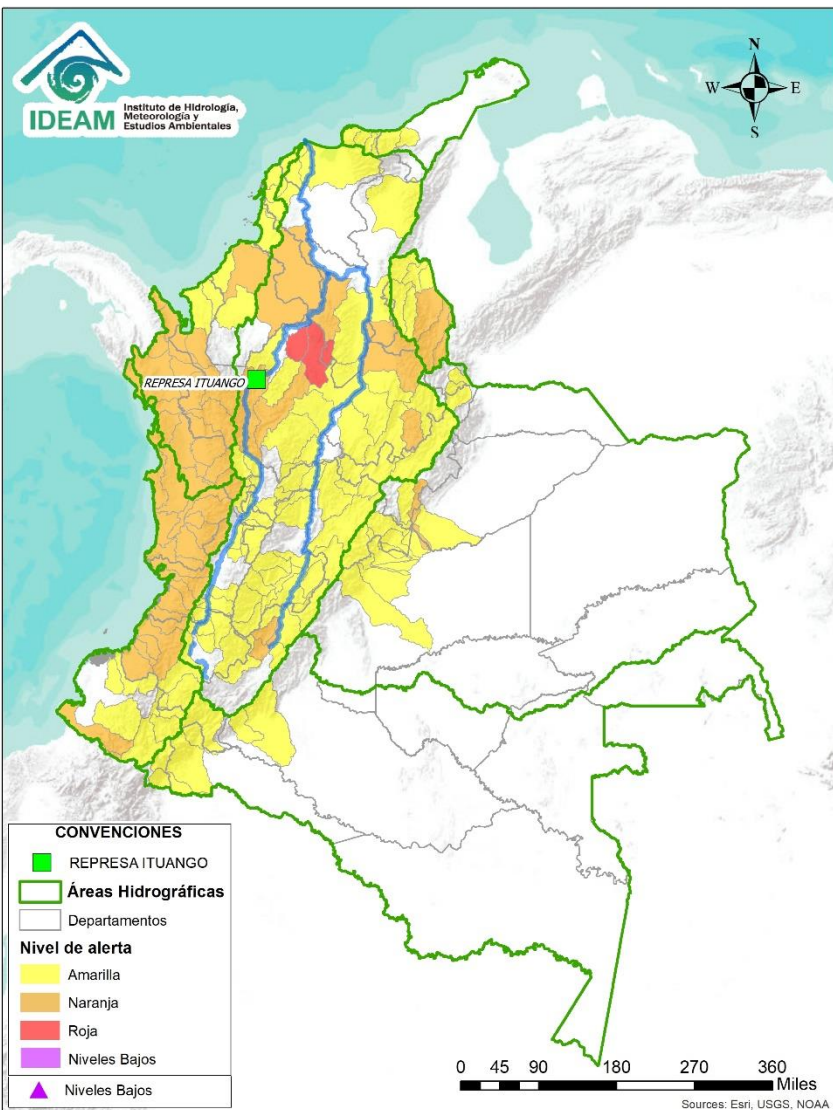 IDEAM
Instituto de Hidrología,
Meteorología y
Estudios Ambientales
N
W
E
S
REPRESA ITUANGO
CONVENCIONES
REPRESA ITUANGO
Áreas Hidrográficas
Departamentos
Nivel de alerta
Amarilla
Naranja
Roja
Niveles Bajos
Niveles Bajos
0 45 90 180 270 360
Miles
Sources: Esri, USGS, NOAA